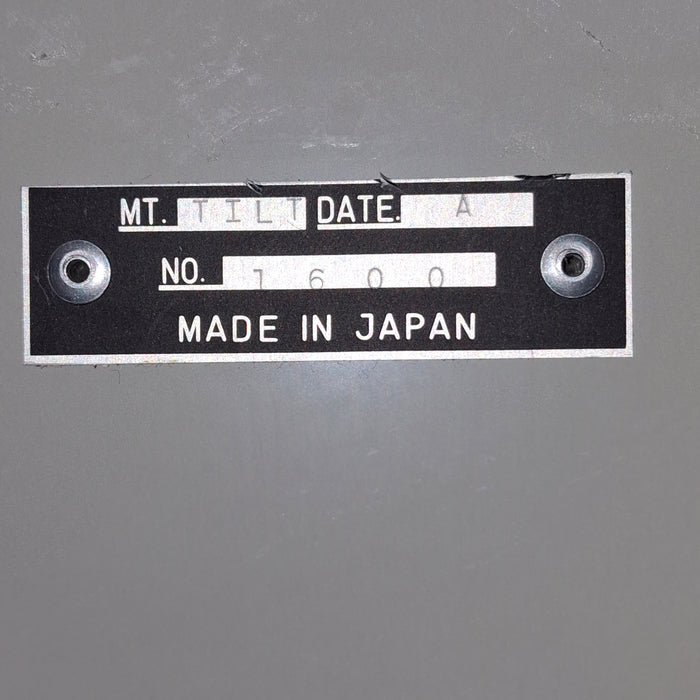 MT. TILT DATE. A
NO. 1600
MADE IN JAPAN